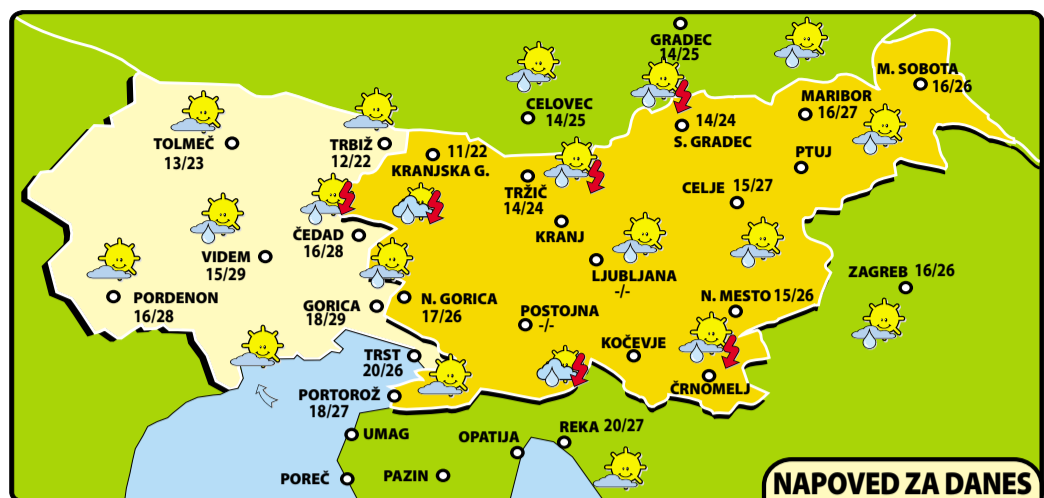 GRADEC
14/25
M. SOBOTA
16/26
MARIBOR
16/27
CELOVEC
14/25
14/24
S. GRADEC
TOLMEČ
13/23
TRBIŽ
12/22
11/22
KRANJSKA G.
PTUJ
TRŽIČ
14/24
CELJE 15/27
KRANJ
ČEDAD
16/28
VIDEM
15/29
LJUBLJANA
-/-
ZAGREB 16/26
PORDENON
16/28
GORICA
18/29
N. GORICA
17/26
POSTOJNA
-/-
N. MESTO 15/26
KOČEVJE
TRST
20/26
ČRNOMELJ
PORTOROŽ
18/27
UMAG
OPATIJA
REKA 20/27
POREČ
PAZIN
NAPOVED ZA DANES